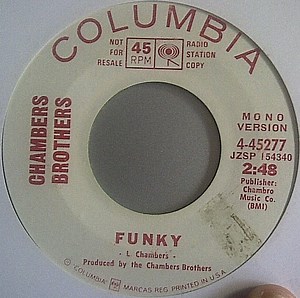 COLUMBIA
NOT FOR RESALE
45 RPM
RADIO STATION COPY
CHAMBERS BROTHERS
MONO VERSION
4-45277
JZSP 154340
2:48
Publisher:
Chambro
Music Co.
(BMI)
FUNKY
- L. Chambers -
Produced by the Chambers Brothers
© "COLUMBIA", MARCAS REG. PRINTED IN U.S.A.